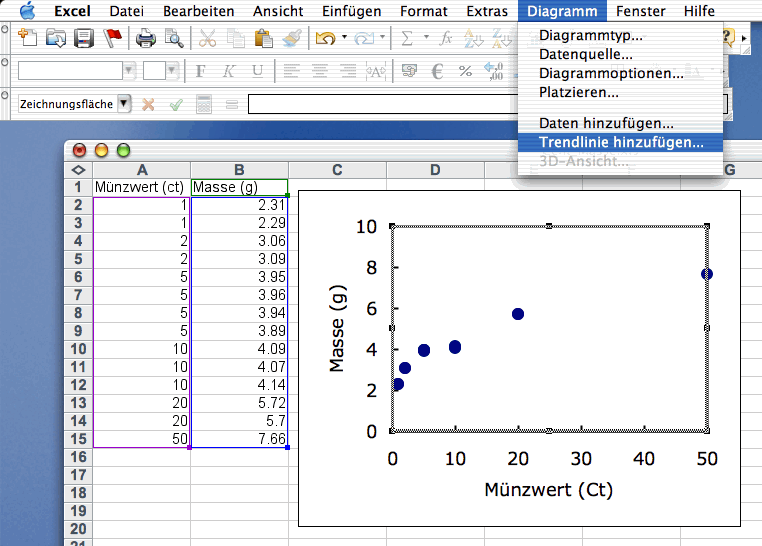 Excel Datei Bearbeiten Ansicht Einfügen Format Extras Diagramm Fenster Hilfe
Diagrammtyp...
Datenquelle...
Diagrammoptionen...
Platzieren...
Daten hinzufügen...
Trendlinie hinzufügen...
3D-Ansicht...
Σ fx A Z Z A ?
F K U A € % ,00
Zeichnungsfläche
A B C D G
1 Münzwert (ct) Masse (g)
2 1 2.31
3 1 2.29
4 2 3.06
5 2 3.09
6 5 3.95
7 5 3.96
8 5 3.94
9 5 3.89
10 10 4.09
11 10 4.07
12 10 4.14
13 20 5.72
14 20 5.7
15 50 7.66
16
17
18
19
20
21
10
8
6
4
2
0
Masse (g)
0 10 20 30 40 50
Münzwert (Ct)